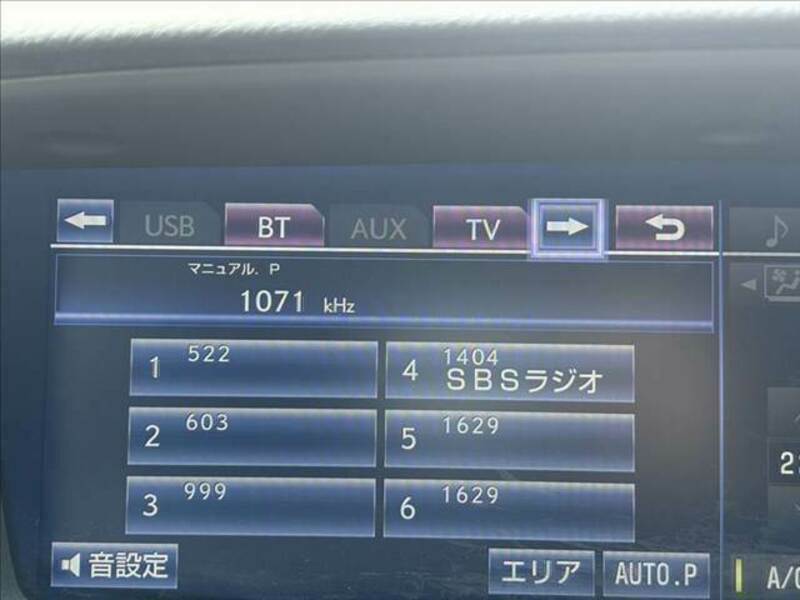 USB BT AUX TV
マニュアル. P
1071 kHz
1 522
4 1404 SBSラジオ
2 603
5 1629
3 999
6 1629
音設定 エリア AUTO.P
A/C